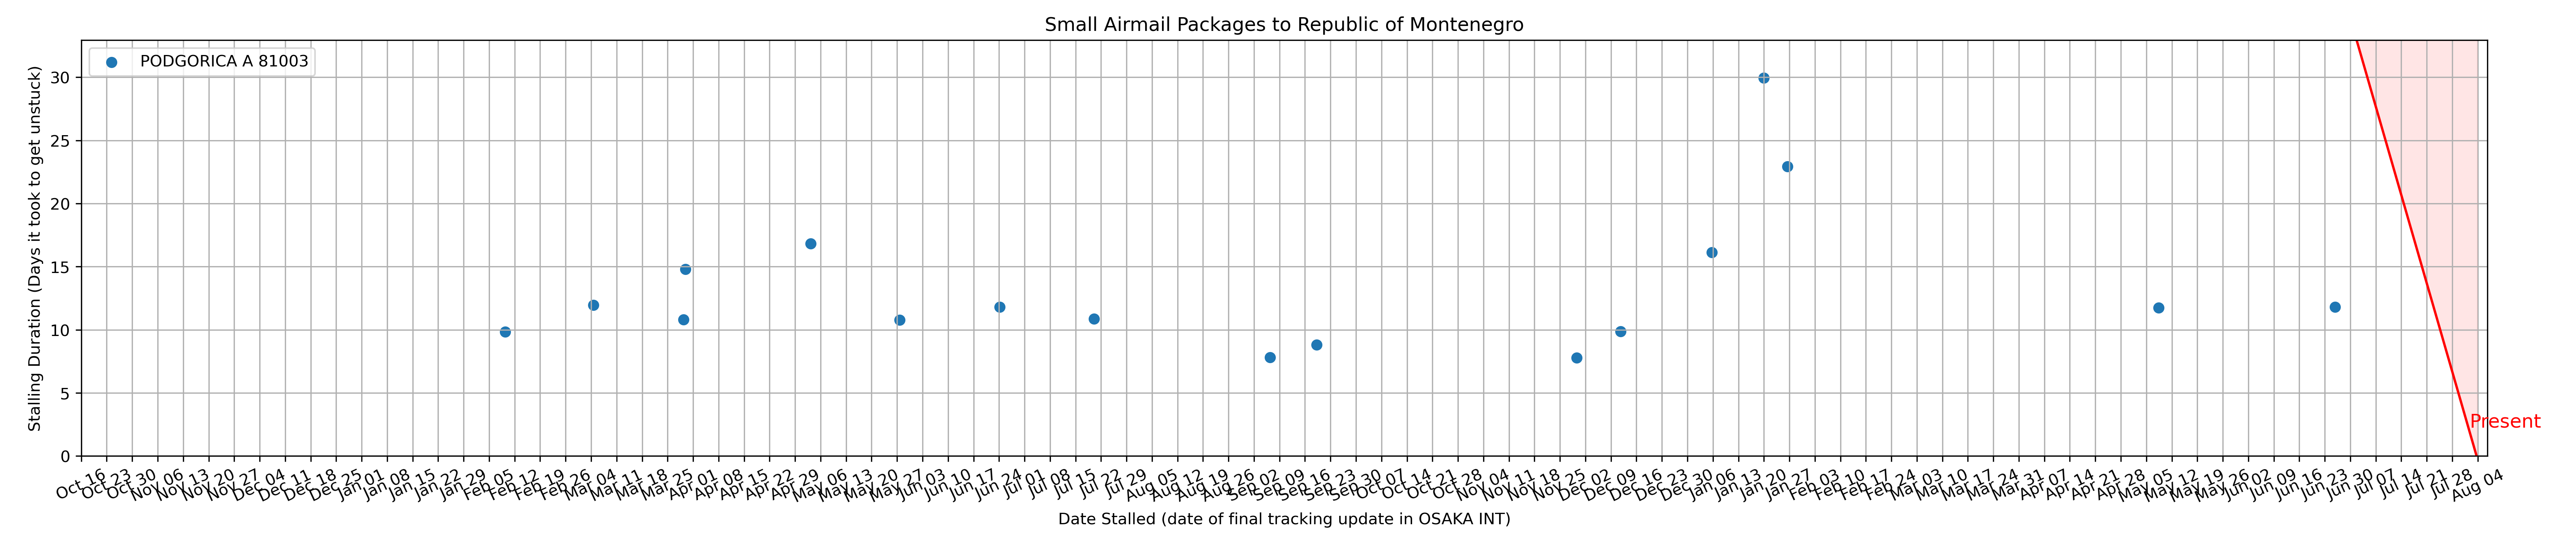 Small Airmail Packages to Republic of Montenegro
PODGORICA A 81003
Stalling Duration (Days it took to get unstuck)
30
25
20
15
10
5
0
Present
Oct 16 Oct 23 Oct 30 Nov 06 Nov 13 Nov 20 Nov 27 Dec 04 Dec 11 Dec 18 Dec 25 Jan 01 Jan 08 Jan 15 Jan 22 Jan 29 Feb 05 Feb 12 Feb 19 Feb 26 Mar 04 Mar 11 Mar 18 Mar 25 Apr 01 Apr 08 Apr 15 Apr 22 Apr 29 May 06 May 13 May 20 May 27 Jun 03 Jun 10 Jun 17 Jun 24 Jul 01 Jul 08 Jul 15 Jul 22 Jul 29 Aug 05 Aug 12 Aug 19 Aug 26 Sep 02 Sep 09 Sep 16 Sep 23 Sep 30 Oct 07 Oct 14 Oct 21 Oct 28 Nov 04 Nov 11 Nov 18 Nov 25 Dec 02 Dec 09 Dec 16 Dec 23 Dec 30 Jan 06 Jan 13 Jan 20 Jan 27 Feb 03 Feb 10 Feb 17 Feb 24 Mar 03 Mar 10 Mar 17 Mar 24 Mar 31 Apr 07 Apr 14 Apr 21 Apr 28 May 05 May 12 May 19 May 26 Jun 02 Jun 09 Jun 16 Jun 23 Jun 30 Jul 07 Jul 14 Jul 21 Jul 28 Aug 04
Date Stalled (date of final tracking update in OSAKA INT)